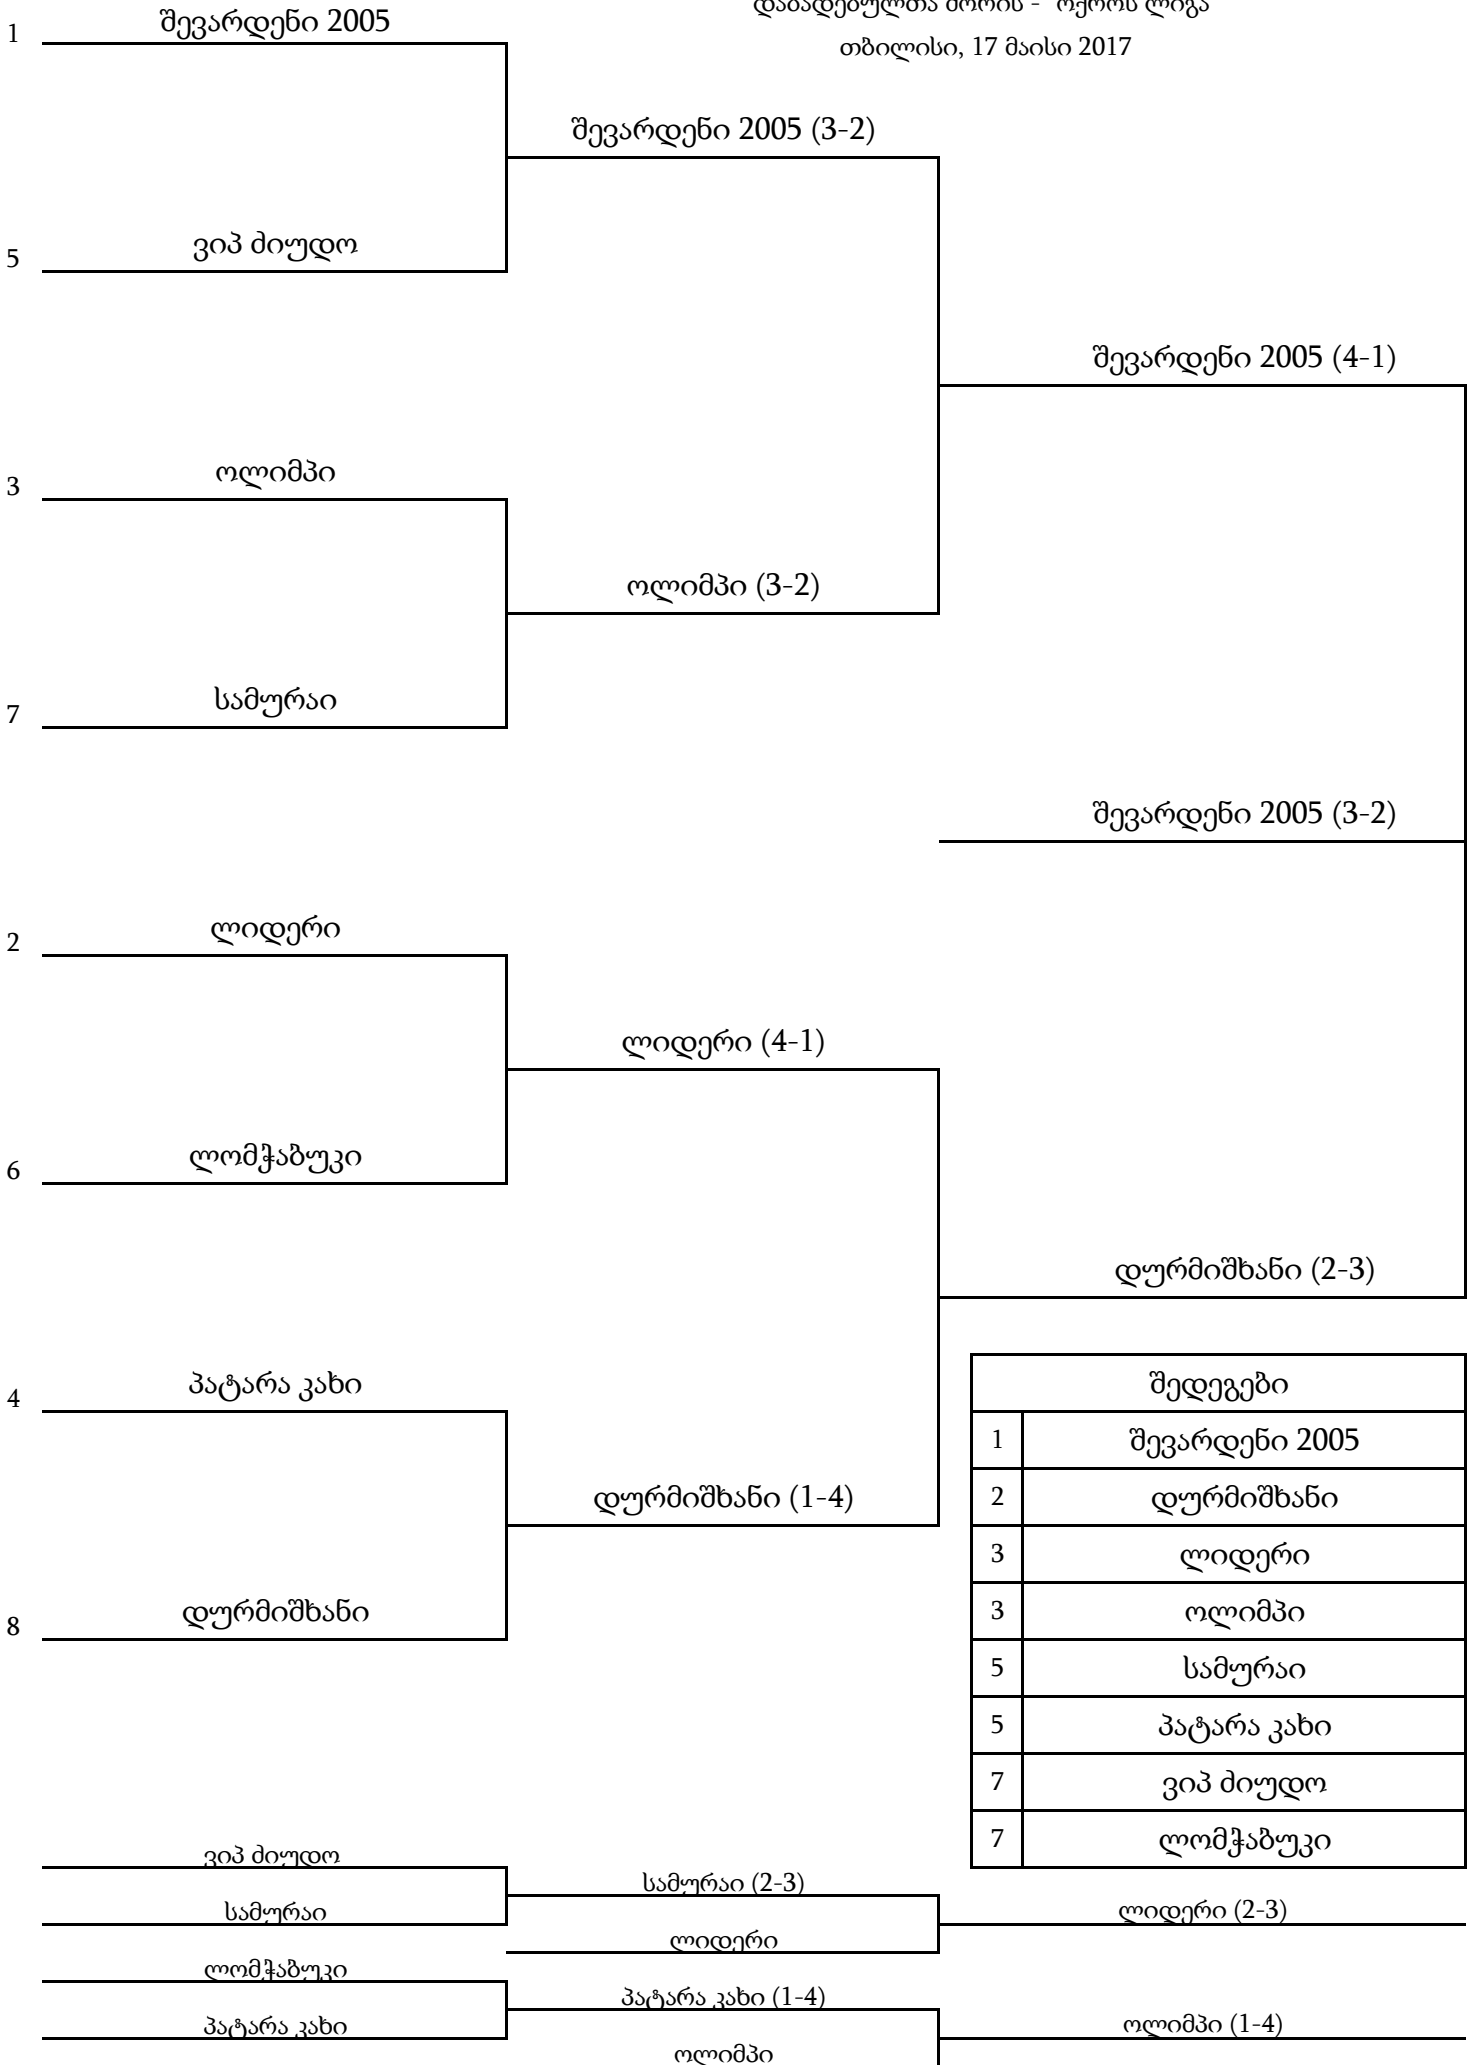 დაბადებულთა შორის - ოქროს ლიგა
თბილისი, 17 მაისი 2017
1
შევარდენი 2005
შევარდენი 2005 (3-2)
5
ვიპ ძიუდო
შევარდენი 2005 (4-1)
3
ოლიმპი
ოლიმპი (3-2)
7
სამურაი
შევარდენი 2005 (3-2)
2
ლიდერი
ლიდერი (4-1)
6
ლომჭაბუკი
დურმიშხანი (2-3)
4
პატარა კახი
დურმიშხანი (1-4)
8
დურმიშხანი
შედეგები
1 შევარდენი 2005
2 დურმიშხანი
3 ლიდერი
3 ოლიმპი
5 სამურაი
5 პატარა კახი
7 ვიპ ძიუდო
7 ლომჭაბუკი
ვიპ ძიუდო
სამურაი (2-3)
სამურაი
ლიდერი (2-3)
ლიდერი
ლომჭაბუკი
პატარა კახი (1-4)
პატარა კახი
ოლიმპი (1-4)
ოლიმპი